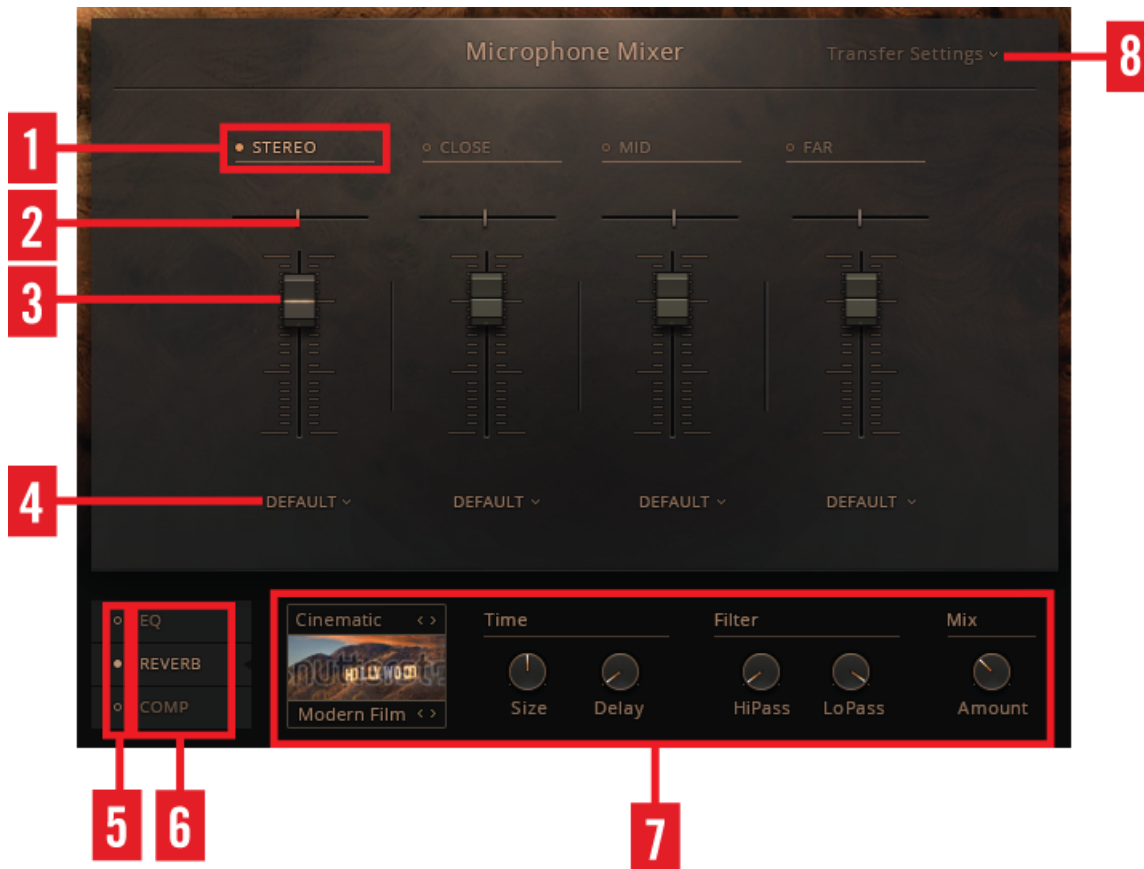 Microphone Mixer
Transfer Settings
8
1
STEREO
CLOSE
MID
FAR
2
3
4
DEFAULT
DEFAULT
DEFAULT
DEFAULT
EQ
REVERB
COMP
Cinematic < >
HOLLYWOOD
Modern Film < >
Time
Size
Delay
Filter
HiPass
LoPass
Mix
Amount
5
6
7